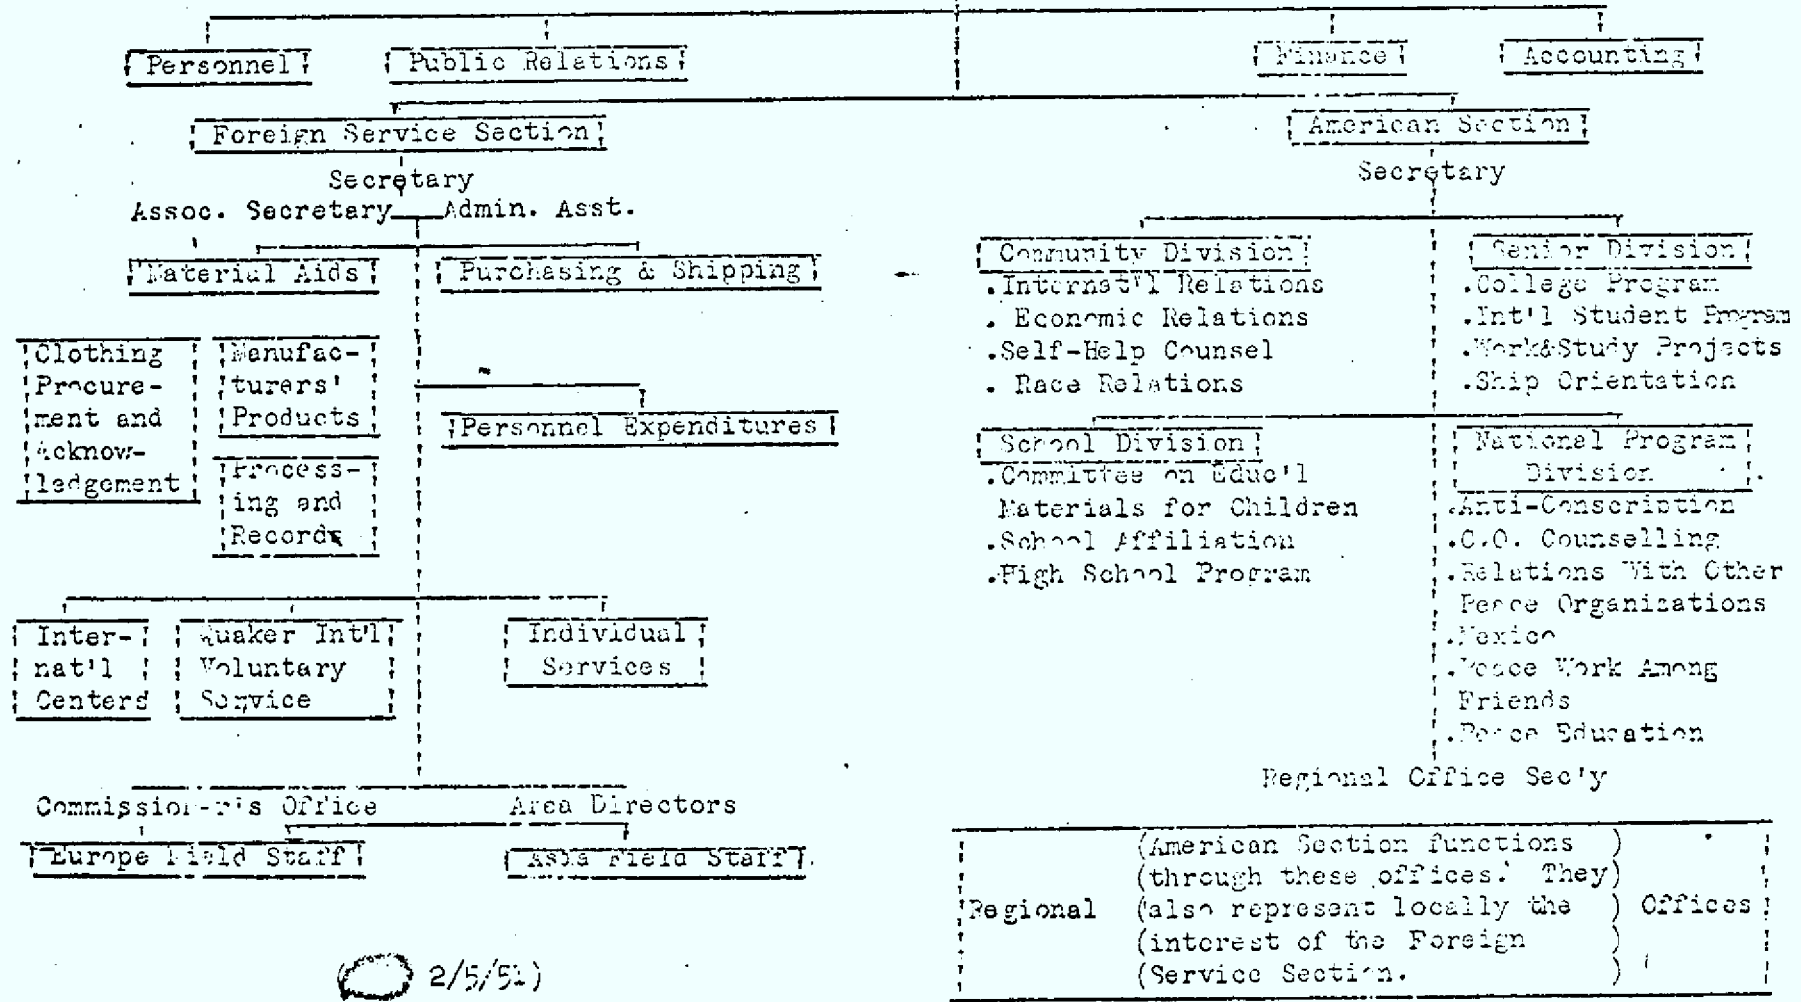 Personnel
Public Relations
Finance
Accounting
Foreign Service Section
American Section
Secretary
Assoc. Secretary
Admin. Asst.
Secretary
Material Aids
Purchasing & Shipping
Clothing
Procure-
ment and
Acknow-
ledgement
Manufac-
turers'
Products
Process-
ing and
Records
Personnel Expenditures
Inter-
nat'l
Centers
Quaker Int'l
Voluntary
Service
Individual
Services
Commission-r's Office
Area Directors
Europe Field Staff
Asia Field Staff
Community Division
.Internat'l Relations
. Economic Relations
.Self-Help Counsel
. Race Relations
Senior Division
.College Program
.Int'l Student Program
.Work&Study Projects
.Ship Orientation
School Division
.Committee on Educ'l
Materials for Children
.School Affiliation
.High School Program
National Program
Division
.Anti-Conscription
.C.O. Counselling
.Relations With Other
Peace Organizations
.Mexico
.Peace Work Among
Friends
.Peace Education
Regional Office Sec'y
Regional
(American Section functions )
(through these offices. They)
(also represent locally the )
(interest of the Foreign )
(Service Section. )
Offices
( 2/5/51)